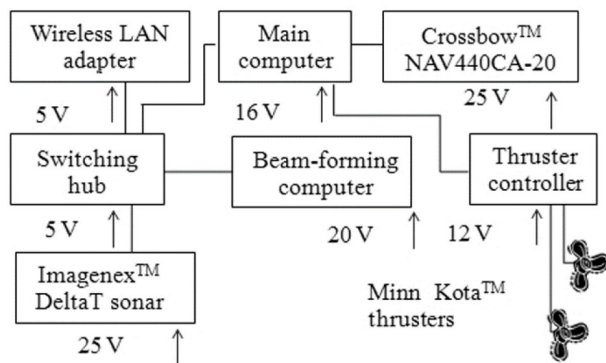 Wireless LAN
adapter
Main
computer
Crossbow™
NAV440CA-20
5 V
16 V
25 V
Switching
hub
Beam-forming
computer
Thruster
controller
5 V
20 V
12 V
Imagenex™
DeltaT sonar
Minn Kota™
thrusters
25 V